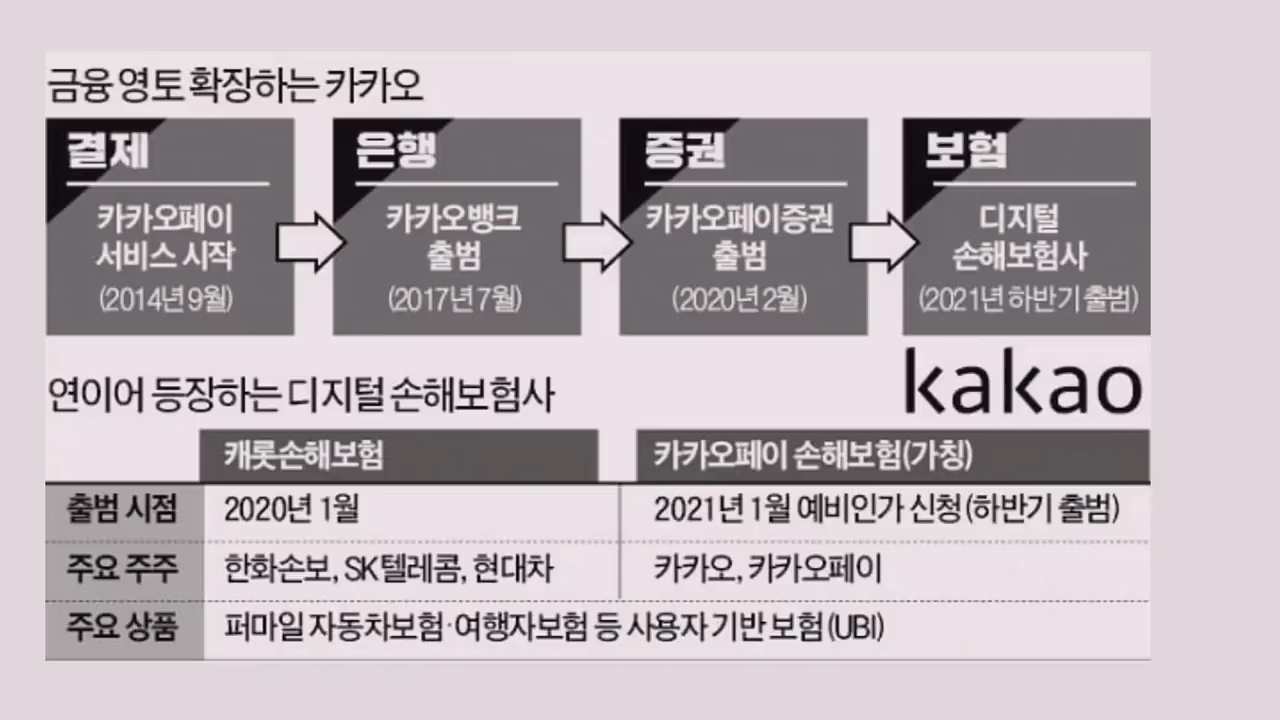 금융 영토 확장하는 카카오
결제
카카오페이
서비스 시작
(2014년 9월)
은행
카카오뱅크
출범
(2017년 7월)
증권
카카오페이증권
출범
(2020년 2월)
보험
디지털
손해보험사
(2021년 하반기 출범)
kakao
연이어 등장하는 디지털 손해보험사
캐롯손해보험 카카오페이 손해보험(가칭)
출범 시점 2020년 1월 2021년 1월 예비인가 신청(하반기 출범)
주요 주주 한화손보, SK텔레콤, 현대차 카카오, 카카오페이
주요 상품 퍼마일 자동차보험·여행자보험 등 사용자 기반 보험(UBI)